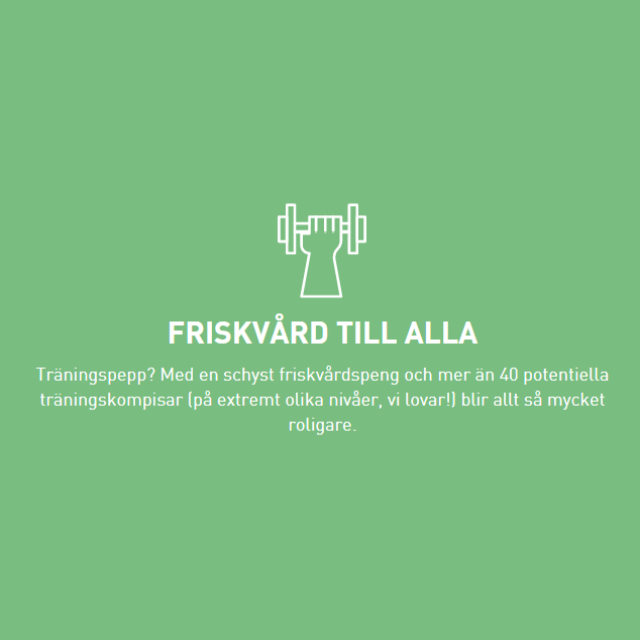 FRISKVÅRD TILL ALLA
Träningspepp? Med en schyst friskvårdspeng och mer än 40 potentiella
träningskompisar (på extremt olika nivåer, vi lovar!) blir allt så mycket
roligare.